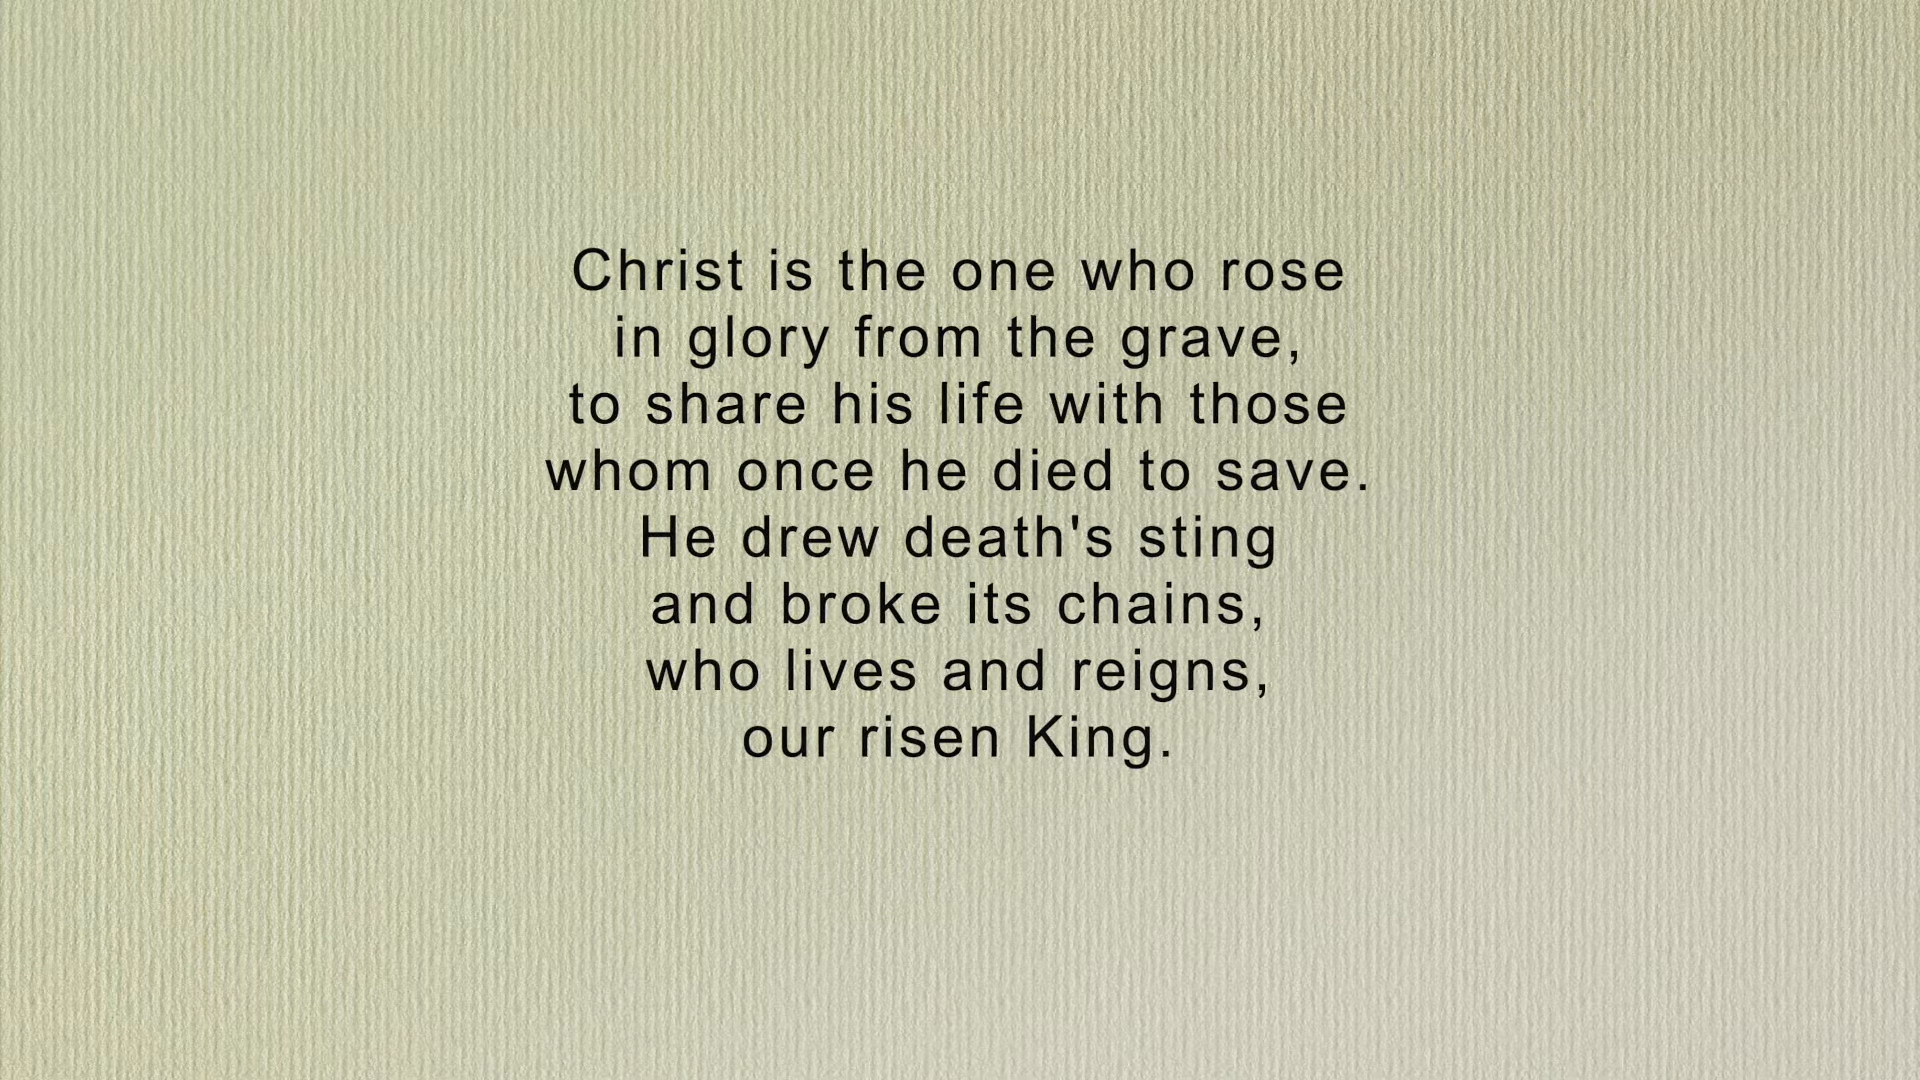 Christ is the one who rose
in glory from the grave,
to share his life with those
whom once he died to save.
He drew death's sting
and broke its chains,
who lives and reigns,
our risen King.